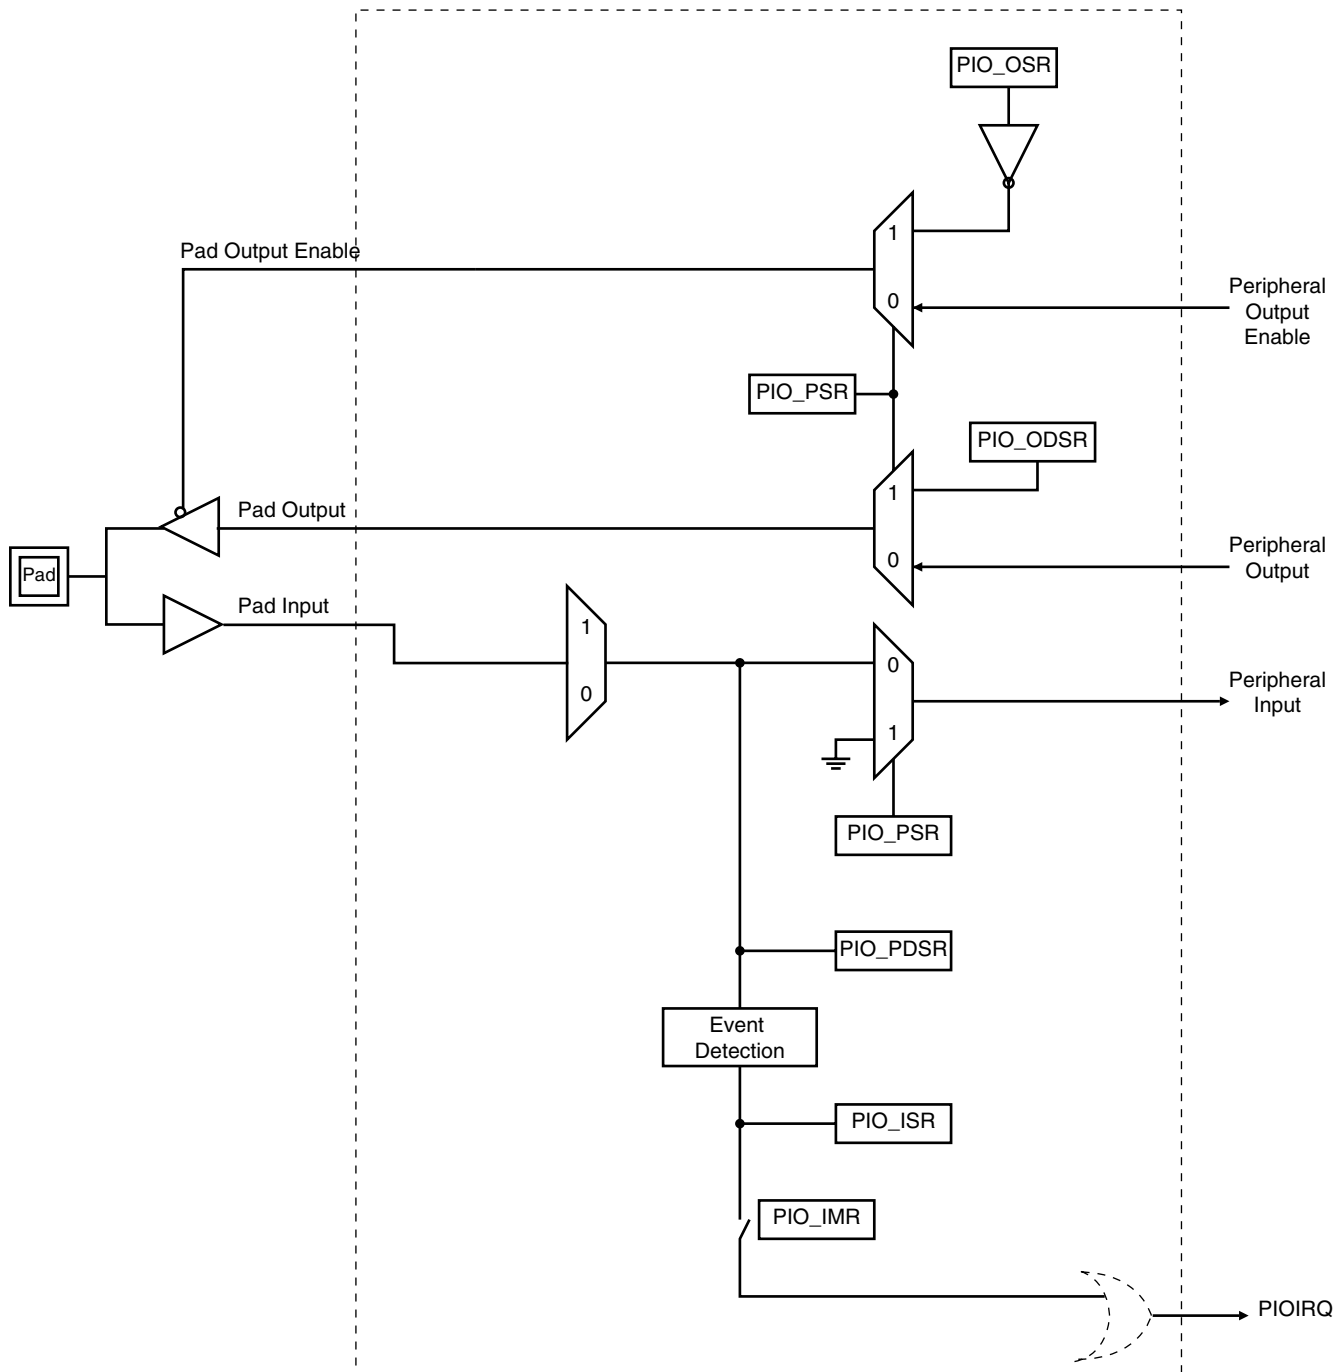 PIO_OSR
1
Pad Output Enable
0
Peripheral
Output
Enable
PIO_PSR
PIO_ODSR
1
Pad Output
0
Peripheral
Output
Pad
Pad Input
1
0
0
1
Peripheral
Input
PIO_PSR
PIO_PDSR
Event
Detection
PIO_ISR
PIO_IMR
PIOIRQ